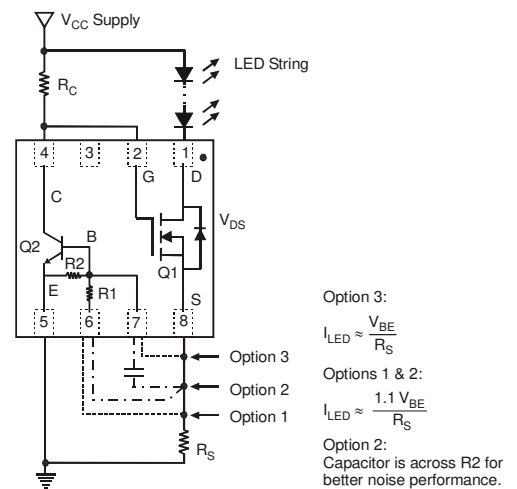 V_CC Supply
LED String
R_C
4 3 2 1
G D
C
V_DS
Q2 B
R2 Q1
E R1 S
5 6 7 8
Option 3
Option 2
Option 1
R_S
Option 3:
I_LED ≈ V_BE / R_S
Options 1 & 2:
I_LED ≈ 1.1 V_BE / R_S
Option 2:
Capacitor is across R2 for
better noise performance.